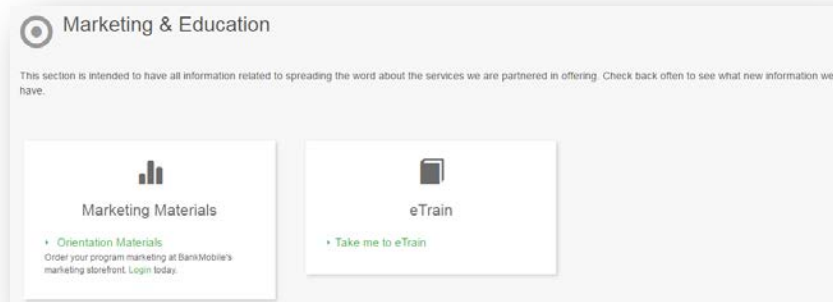 Marketing & Education
This section is intended to have all information related to spreading the word about the services we are partnered in offering. Check back often to see what new information we
have.
Marketing Materials
Orientation Materials
Order your program marketing at BankMobile's
marketing storefront. Login today.
eTrain
Take me to eTrain